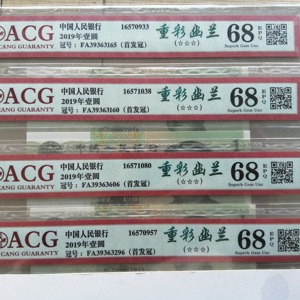 ACG
CANG GUARANTY
中国人民银行 16570933
2019年壹圆
冠号：FA39363165（首发冠）
重彩幽兰
(☆☆☆)
68 EPQ
Superb Gem Unc
ACG
CANG GUARANTY
中国人民银行 16571038
2019年壹圆
冠号：FA39363160（首发冠）
重彩幽兰
(☆☆☆)
68 EPQ
Superb Gem Unc
ACG
CANG GUARANTY
中国人民银行 16571080
2019年壹圆
冠号：FA39363606（首发冠）
重彩幽兰
(☆☆☆)
68 EPQ
Superb Gem Unc
ACG
CANG GUARANTY
中国人民银行 16570957
2019年壹圆
冠号：FA39363296（首发冠）
重彩幽兰
(☆☆☆)
68 EPQ
Superb Gem Unc